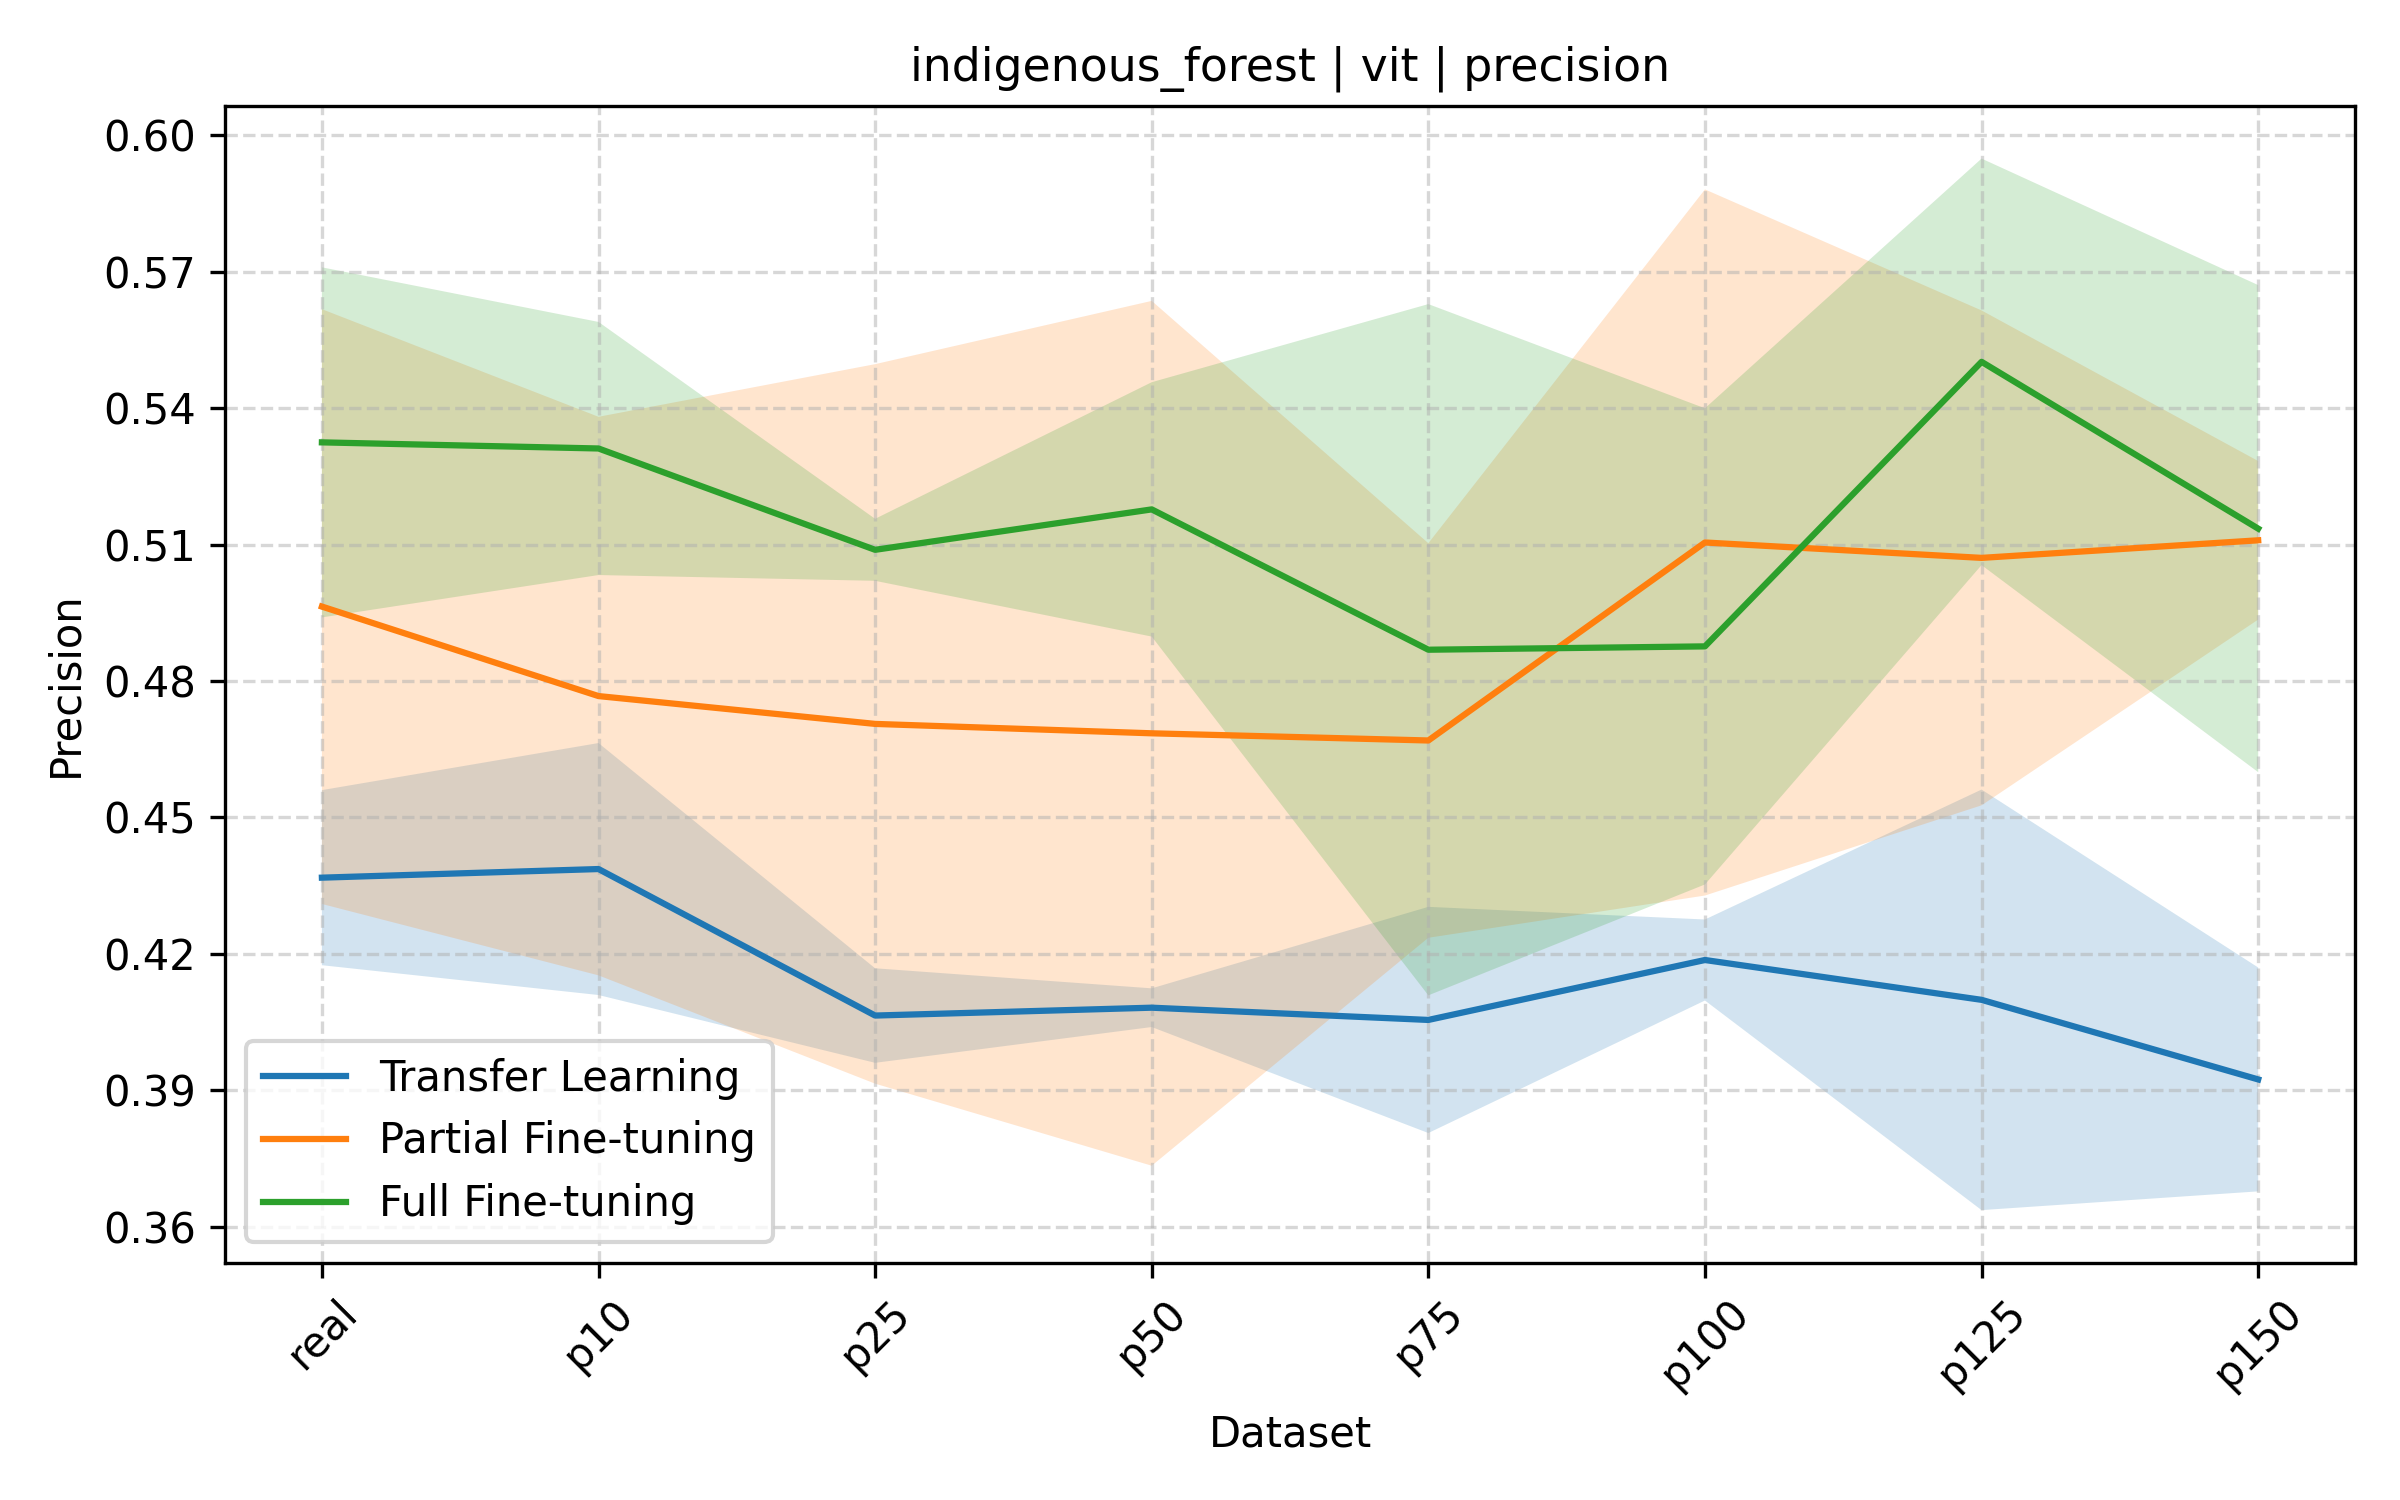 indigenous_forest | vit | precision
Precision
0.60
0.57
0.54
0.51
0.48
0.45
0.42
0.39
0.36
Transfer Learning
Partial Fine-tuning
Full Fine-tuning
real
p10
p25
p50
p75
p100
p125
p150
Dataset